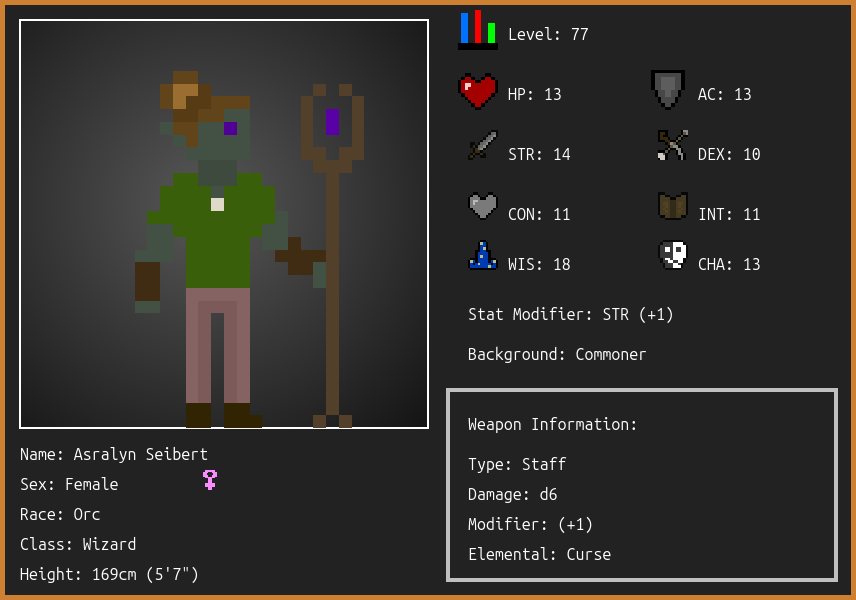 Level: 77
HP: 13
AC: 13
STR: 14
DEX: 10
CON: 11
INT: 11
WIS: 18
CHA: 13
Stat Modifier: STR (+1)
Background: Commoner
Weapon Information:
Type: Staff
Damage: d6
Modifier: (+1)
Elemental: Curse
Name: Asralyn Seibert
Sex: Female
Race: Orc
Class: Wizard
Height: 169cm (5'7")